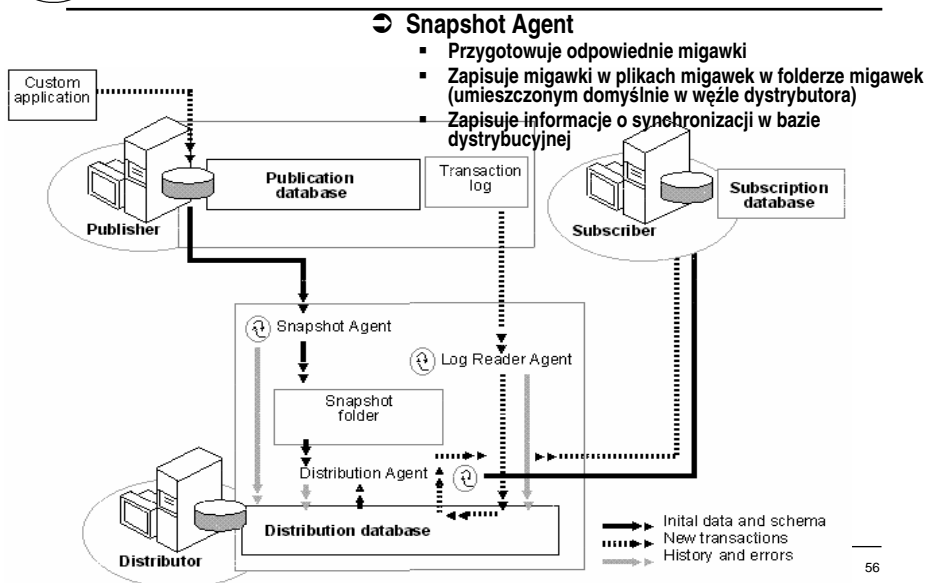 Snapshot Agent
Przygotowuje odpowiednie migawki
Zapisuje migawki w plikach migawek w folderze migawek
(umieszczonym domyślnie w węźle dystrybutora)
Zapisuje informacje o synchronizacji w bazie
dystrybucyjnej
Custom
application
Publication
database
Transaction
log
Publisher
Subscription
database
Subscriber
Snapshot Agent
Log Reader Agent
Snapshot
folder
Distribution Agent
Distribution database
Distributor
Inital data and schema
New transactions
History and errors
56